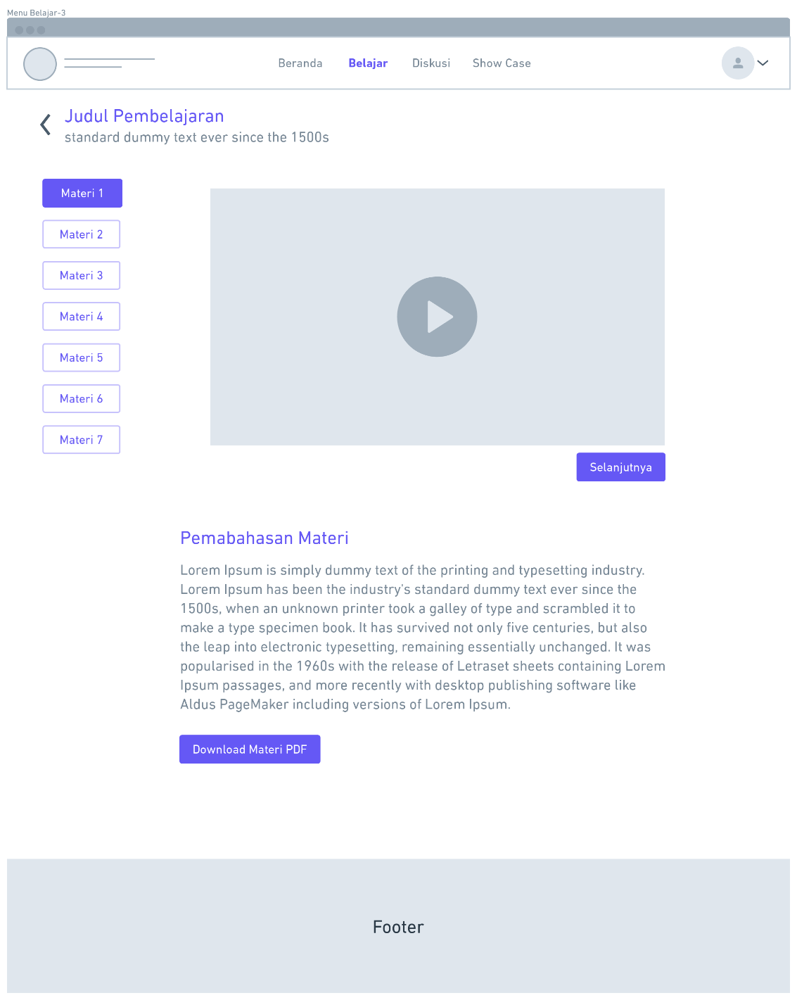 Menu Belajar-3
Beranda
Belajar
Diskusi
Show Case
Judul Pembelajaran
standard dummy text ever since the 1500s
Materi 1
Materi 2
Materi 3
Materi 4
Materi 5
Materi 6
Materi 7
Selanjutnya
Pemabahasan Materi
Lorem Ipsum is simply dummy text of the printing and typesetting industry.
Lorem Ipsum has been the industry's standard dummy text ever since the
1500s, when an unknown printer took a galley of type and scrambled it to
make a type specimen book. It has survived not only five centuries, but also
the leap into electronic typesetting, remaining essentially unchanged. It was
popularised in the 1960s with the release of Letraset sheets containing Lorem
Ipsum passages, and more recently with desktop publishing software like
Aldus PageMaker including versions of Lorem Ipsum.
Download Materi PDF
Footer